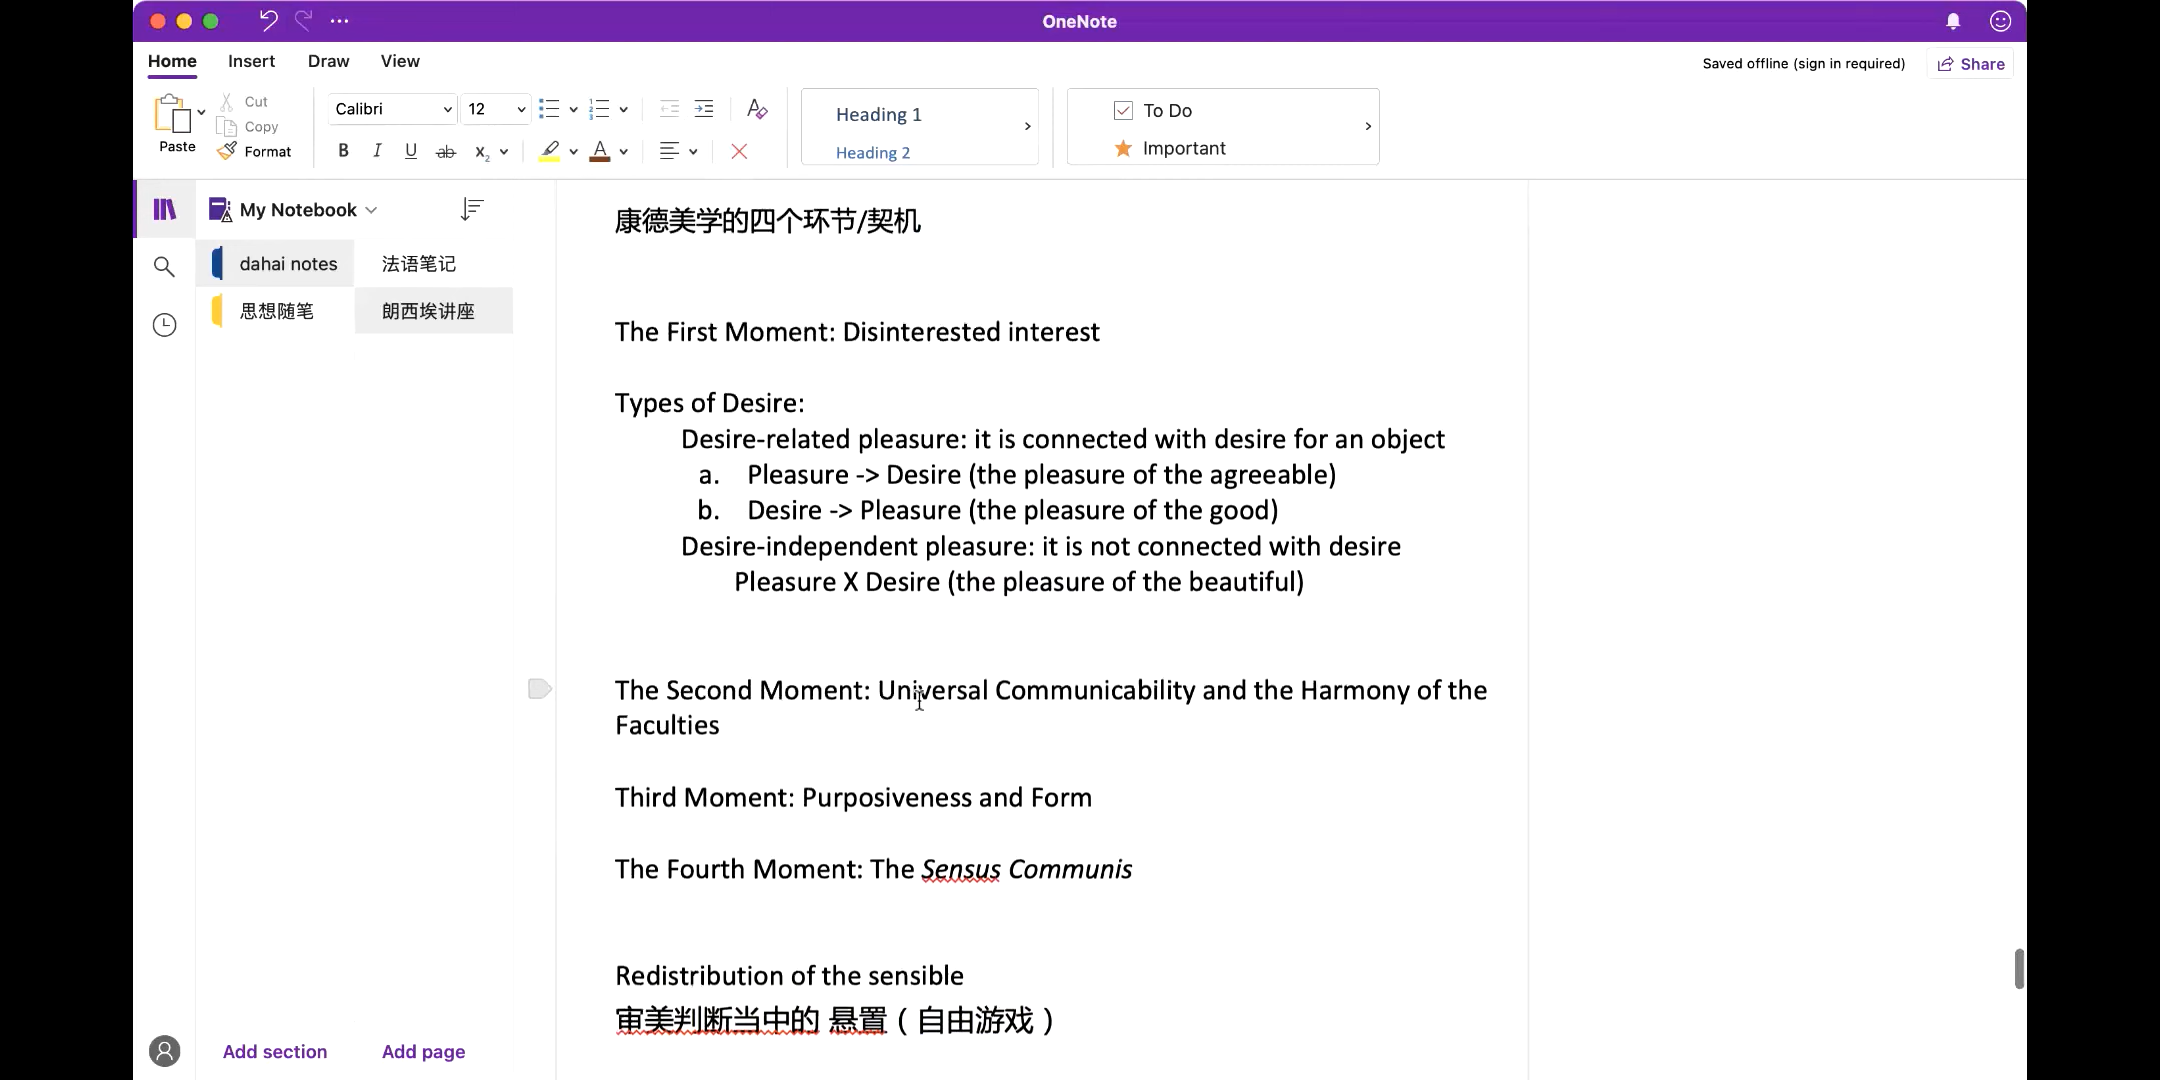 OneNote
Home Insert Draw View
Saved offline (sign in required) Share
Paste
Cut
Copy
Format
Calibri 12
B I U ab X2 A
Heading 1
Heading 2
To Do
Important
My Notebook
dahai notes
思想随笔
法语笔记
朗西埃讲座
康德美学的四个环节/契机
The First Moment: Disinterested interest
Types of Desire:
Desire-related pleasure: it is connected with desire for an object
a. Pleasure -> Desire (the pleasure of the agreeable)
b. Desire -> Pleasure (the pleasure of the good)
Desire-independent pleasure: it is not connected with desire
Pleasure X Desire (the pleasure of the beautiful)
The Second Moment: Universal Communicability and the Harmony of the
Faculties
Third Moment: Purposiveness and Form
The Fourth Moment: The Sensus Communis
Redistribution of the sensible
审美判断当中的 悬置（自由游戏）
Add section Add page